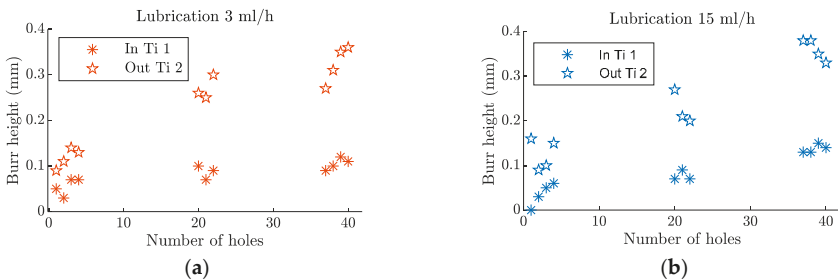 Lubrication 3 ml/h
In Ti 1
Out Ti 2
Burr height (mm)
0.4
0.3
0.2
0.1
0
0 10 20 30 40
Number of holes
(a)
Lubrication 15 ml/h
In Ti 1
Out Ti 2
Burr height (mm)
0.4
0.3
0.2
0.1
0
0 10 20 30 40
Number of holes
(b)